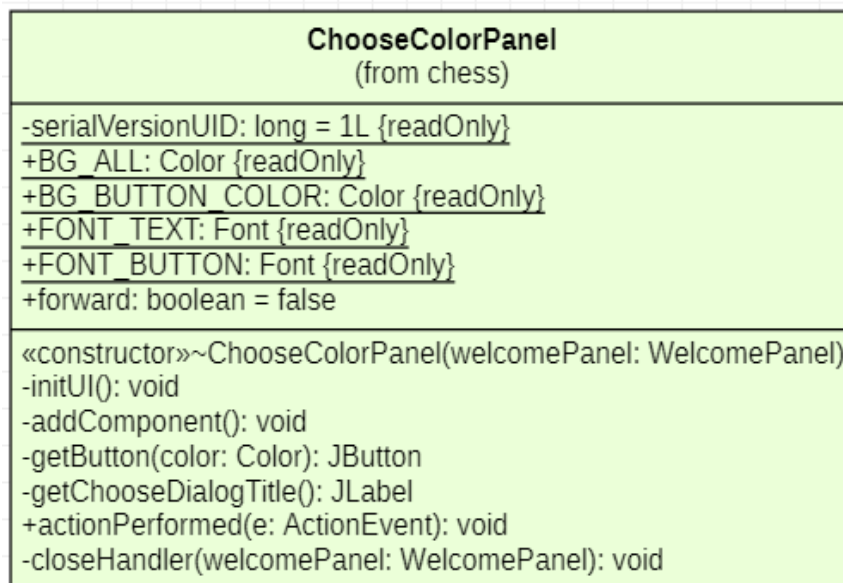 ChooseColorPanel
(from chess)
-serialVersionUID: long = 1L {readOnly}
+BG_ALL: Color {readOnly}
+BG_BUTTON_COLOR: Color {readOnly}
+FONT_TEXT: Font {readOnly}
+FONT_BUTTON: Font {readOnly}
+forward: boolean = false
«constructor»~ChooseColorPanel(welcomePanel: WelcomePanel)
-initUI(): void
-addComponent(): void
-getButton(color: Color): JButton
-getChooseDialogTitle(): JLabel
+actionPerformed(e: ActionEvent): void
-closeHandler(welcomePanel: WelcomePanel): void